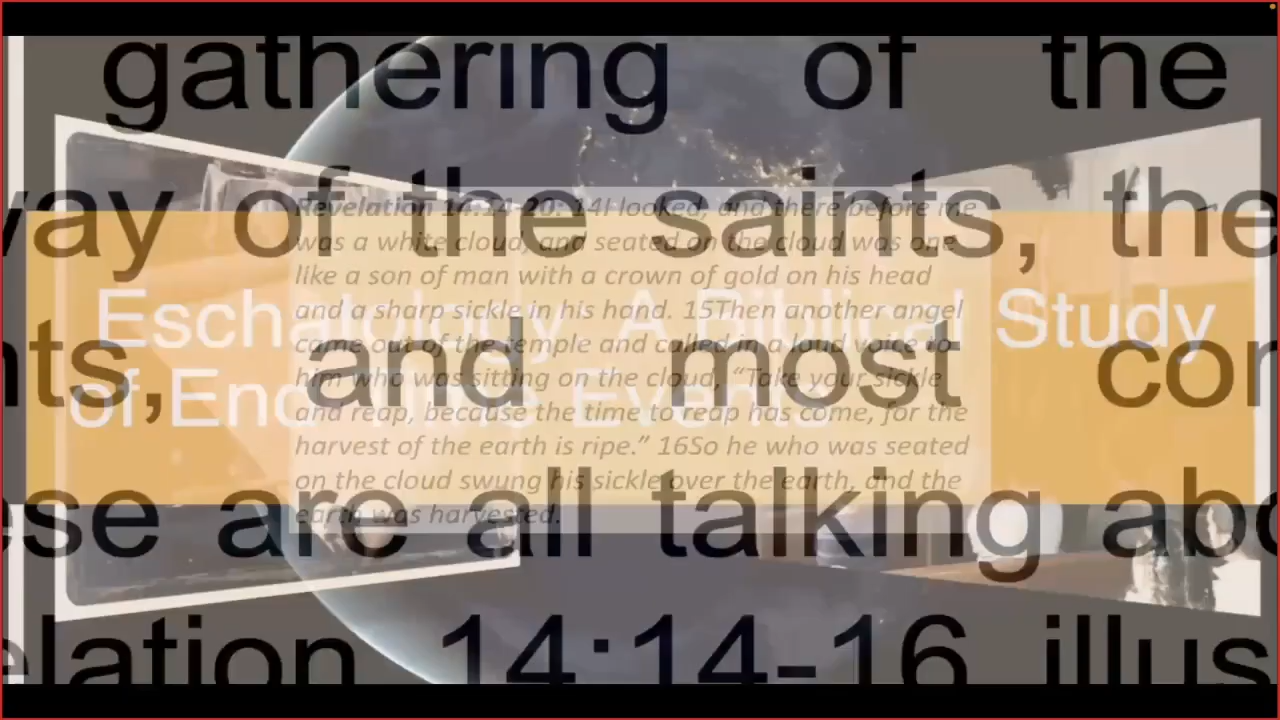 gathering of the
way of the saints, the
Revelation 14:14-20: 14I looked, and there before me
was a white cloud, and seated on the cloud was one
like a son of man with a crown of gold on his head
and a sharp sickle in his hand. 15Then another angel
came out of the temple and called in a loud voice to
him who was sitting on the cloud, “Take your sickle
and reap, because the time to reap has come, for the
harvest of the earth is ripe.” 16So he who was seated
on the cloud swung his sickle over the earth, and the
earth was harvested.
Eschatology A Biblical Study
of End Time Events
nts, and most con
ese are all talking abo
elation 14:14-16 illus